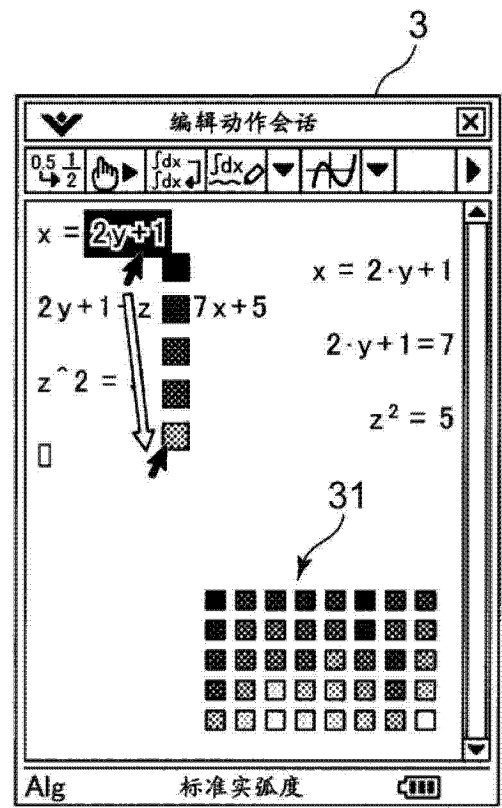 3
编辑动作会话
0.5 1/2 ∫dx ∫dx ∫dx
x = 2y+1
x = 2·y+1
2y+1 z 7x+5
2·y+1=7
z^2 =
z² = 5
31
Alg 标准实弧度